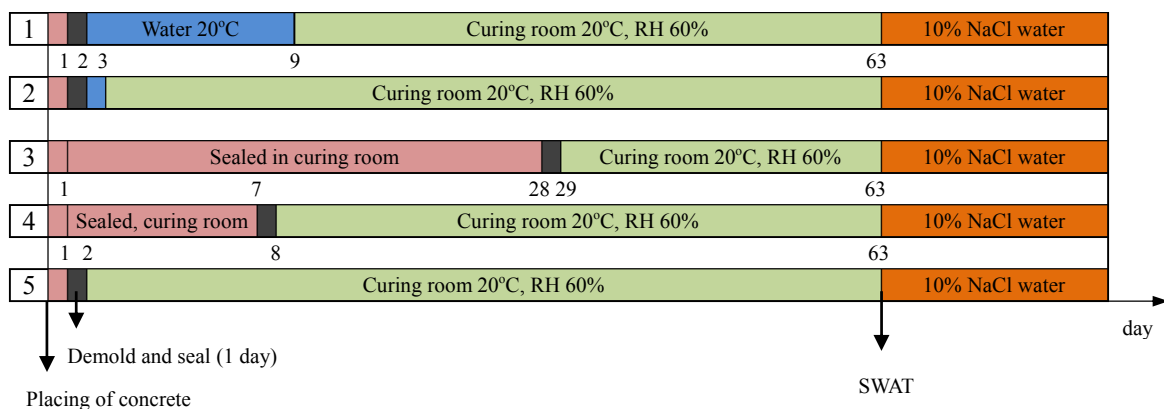 1 Water 20ºC Curing room 20ºC, RH 60% 10% NaCl water
1 2 3 9 63
2 Curing room 20ºC, RH 60% 10% NaCl water
3 Sealed in curing room Curing room 20ºC, RH 60% 10% NaCl water
1 7 28 29 63
4 Sealed, curing room Curing room 20ºC, RH 60% 10% NaCl water
1 2 8 63
5 Curing room 20ºC, RH 60% 10% NaCl water
day
Demold and seal (1 day)
SWAT
Placing of concrete